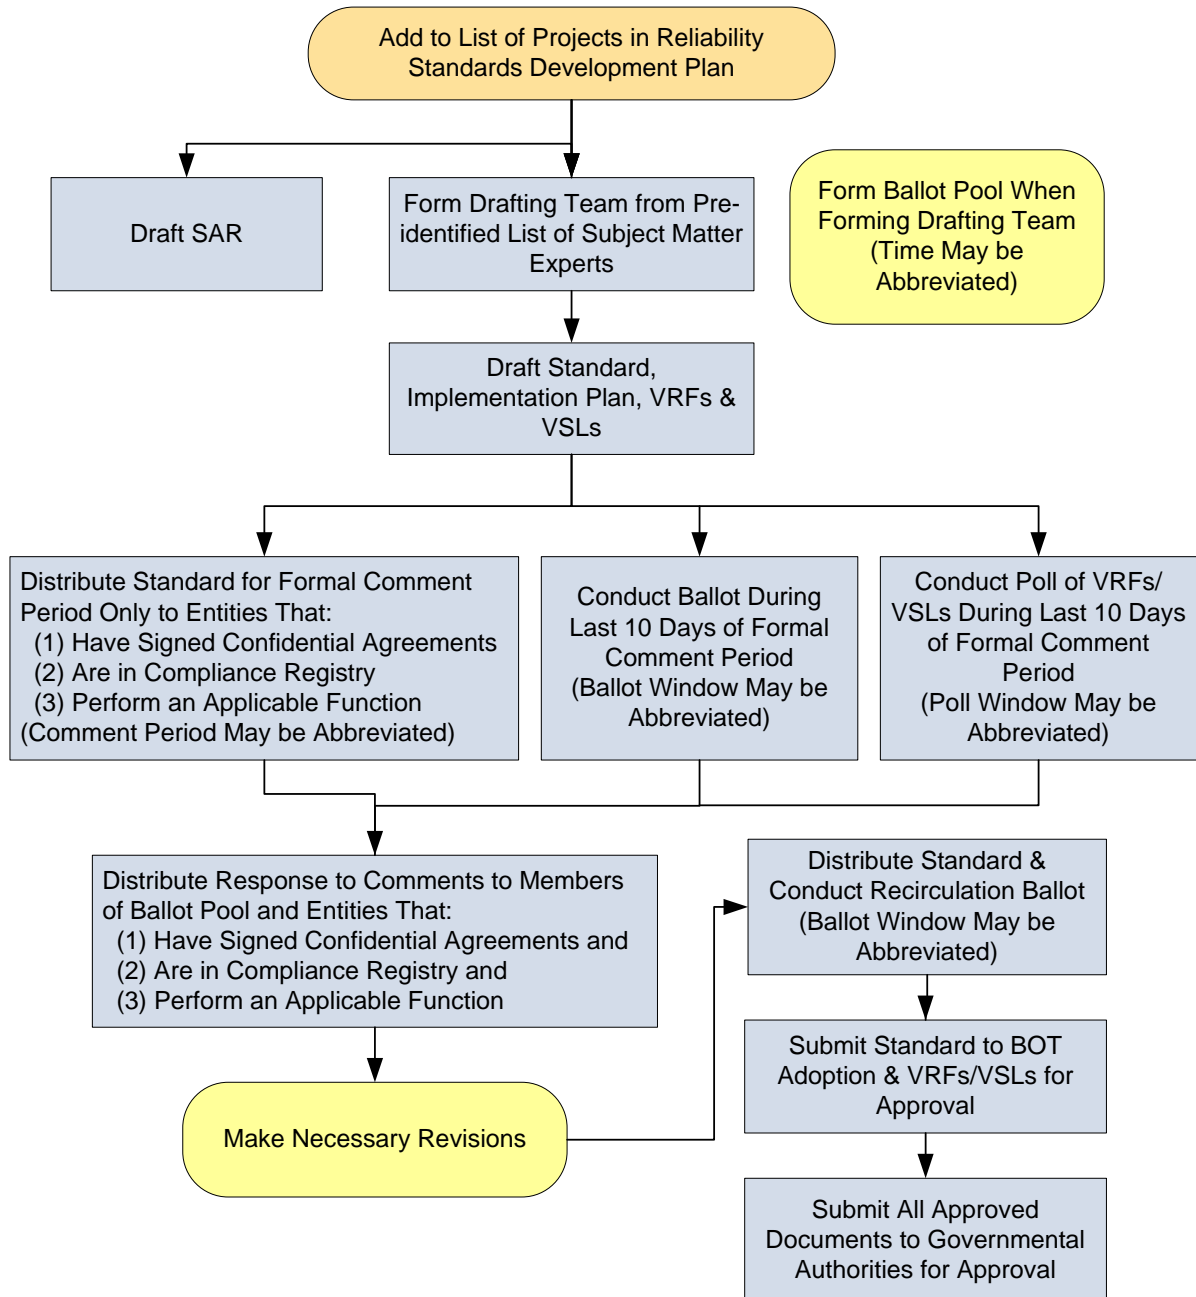 Add to List of Projects in Reliability
Standards Development Plan
Draft SAR
Form Drafting Team from Pre-
identified List of Subject Matter
Experts
Form Ballot Pool When
Forming Drafting Team
(Time May be
Abbreviated)
Draft Standard,
Implementation Plan, VRFs &
VSLs
Distribute Standard for Formal Comment
Period Only to Entities That:
(1) Have Signed Confidential Agreements
(2) Are in Compliance Registry
(3) Perform an Applicable Function
(Comment Period May be Abbreviated)
Conduct Ballot During
Last 10 Days of Formal
Comment Period
(Ballot Window May be
Abbreviated)
Conduct Poll of VRFs/
VSLs During Last 10 Days
of Formal Comment
Period
(Poll Window May be
Abbreviated)
Distribute Response to Comments to Members
of Ballot Pool and Entities That:
(1) Have Signed Confidential Agreements and
(2) Are in Compliance Registry and
(3) Perform an Applicable Function
Make Necessary Revisions
Distribute Standard &
Conduct Recirculation Ballot
(Ballot Window May be
Abbreviated)
Submit Standard to BOT
Adoption & VRFs/VSLs for
Approval
Submit All Approved
Documents to Governmental
Authorities for Approval